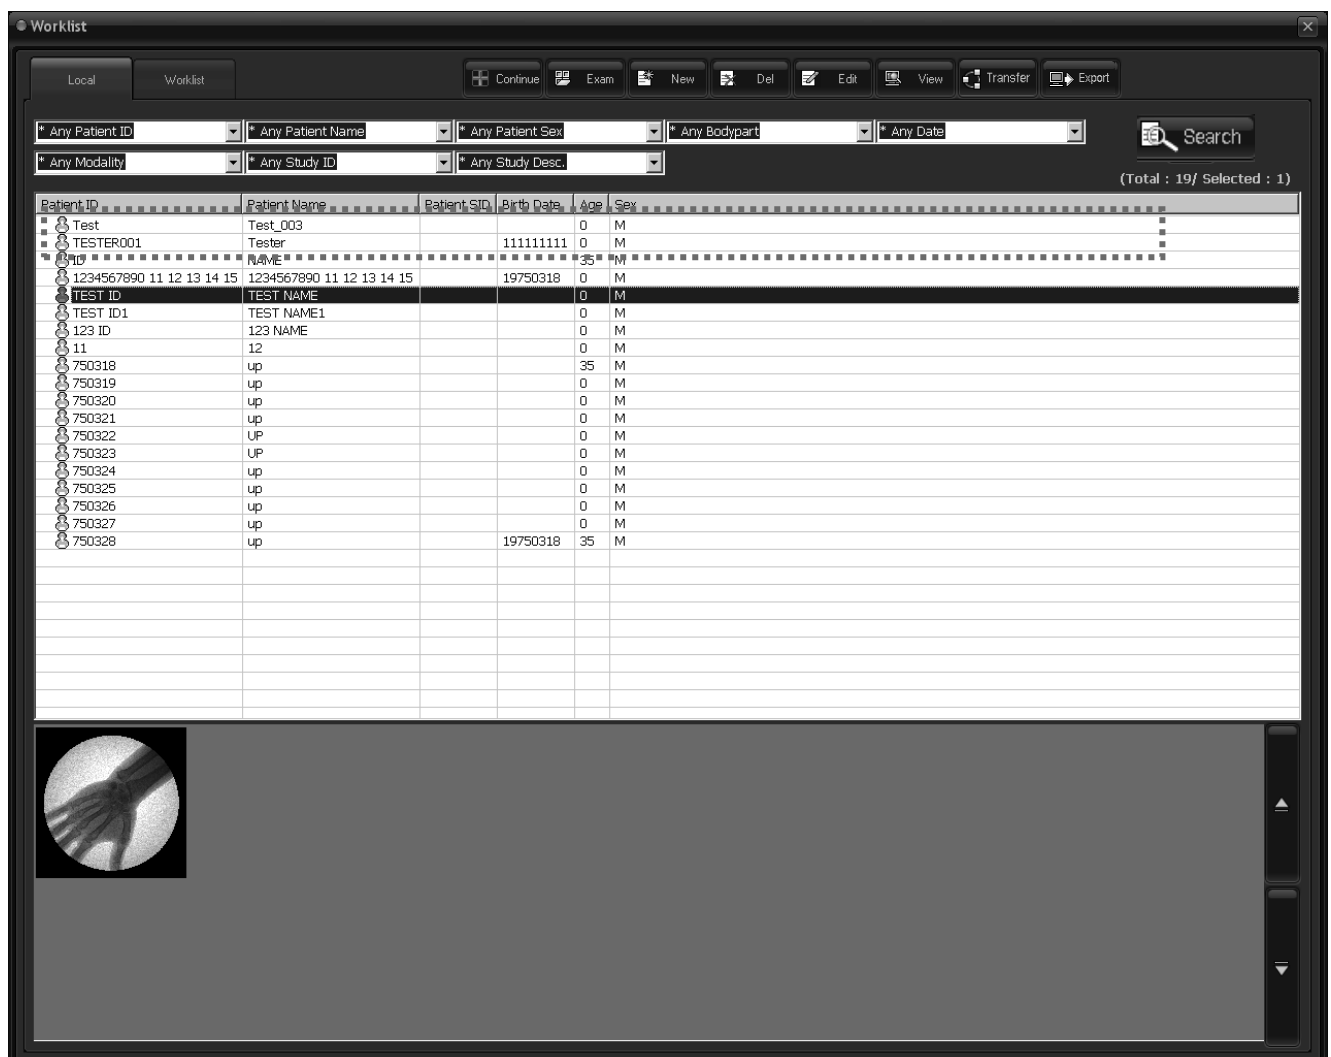 Worklist
Local Worklist Continue Exam New Del Edit View Transfer Export
* Any Patient ID * Any Patient Name * Any Patient Sex * Any Bodypart * Any Date Search
* Any Modality * Any Study ID * Any Study Desc.
(Total : 19/ Selected : 1)
Patient ID Patient Name Patient SID Birth Date Age Sex
Test Test_003 0 M
TESTER001 Tester 111111111 0 M
ID NAME 35 M
1234567890 11 12 13 14 15 1234567890 11 12 13 14 15 19750318 0 M
TEST ID TEST NAME 0 M
TEST ID1 TEST NAME1 0 M
123 ID 123 NAME 0 M
11 12 0 M
750318 up 35 M
750319 up 0 M
750320 up 0 M
750321 up 0 M
750322 UP 0 M
750323 UP 0 M
750324 up 0 M
750325 up 0 M
750326 up 0 M
750327 up 0 M
750328 up 19750318 35 M